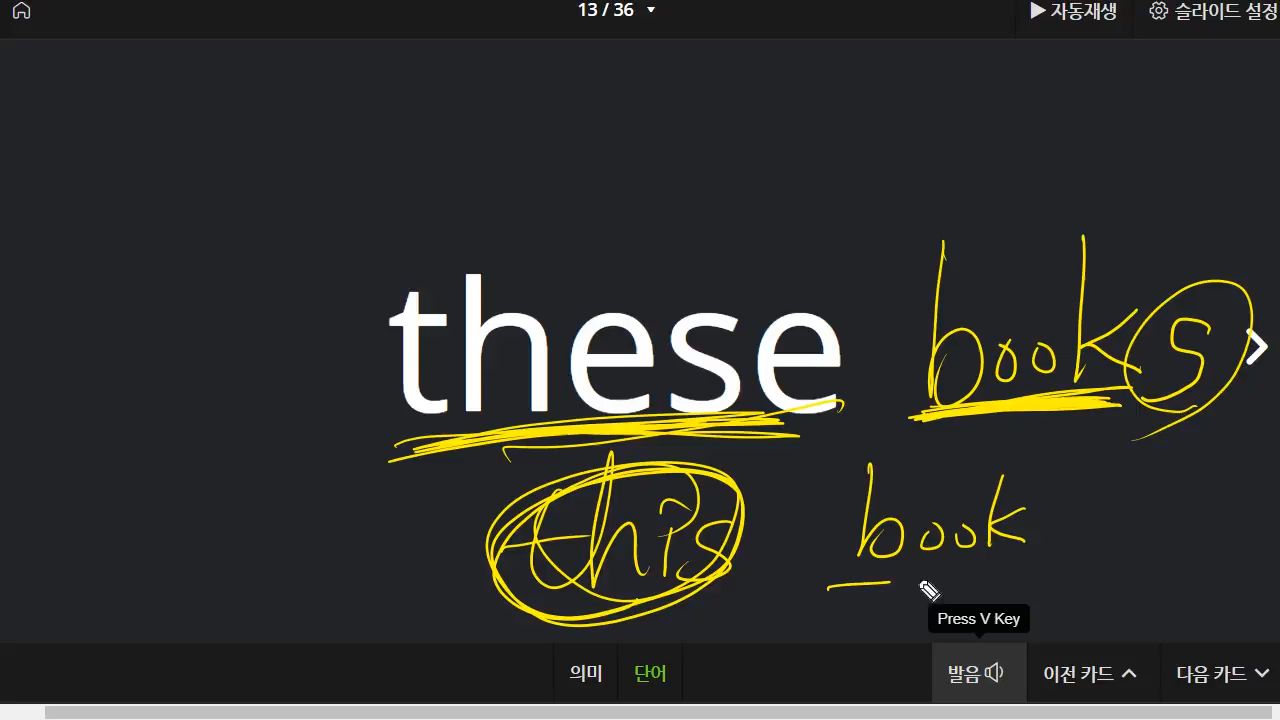 13 / 36
자동재생
슬라이드 설정
these books
this book
Press V Key
의미
단어
발음
이전 카드
다음 카드